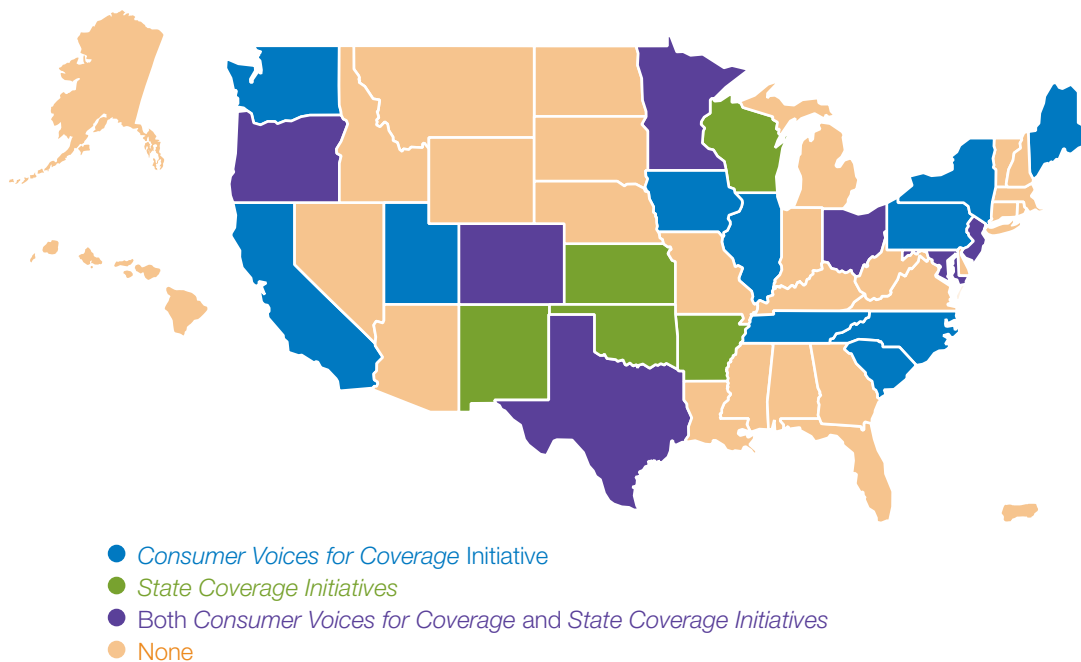 Consumer Voices for Coverage Initiative
State Coverage Initiatives
Both Consumer Voices for Coverage and State Coverage Initiatives
None